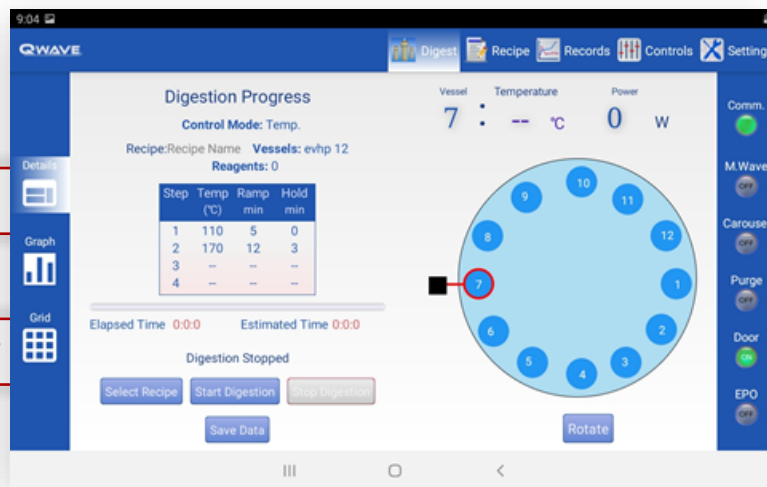 9:04
QWAVE
Digest Recipe Records Controls Setting
Digestion Progress
Control Mode: Temp.
Recipe:Recipe Name Vessels: evhp 12
Reagents: 0
Step Temp Ramp Hold
(℃) min min
1 110 5 0
2 170 12 3
3 -- -- --
4 -- -- --
Elapsed Time 0:0:0 Estimated Time 0:0:0
Digestion Stopped
Select Recipe Start Digestion Stop Digestion
Save Data
Details
Graph
Grid
Vessel Temperature Power
7 : -- ℃ 0 W
10
9
11
8
12
7
1
6
2
5
3
4
Rotate
Comm.
M.Wave
OFF
Carouse
OFF
Purge
OFF
Door
ON
EPO
OFF